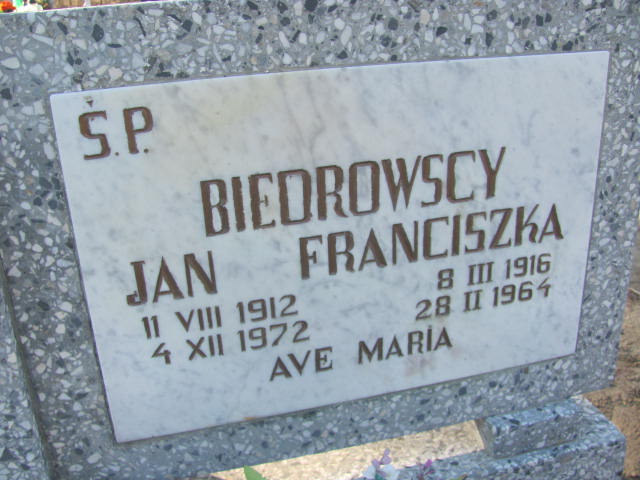 Ś.P.
BIEDROWSCY
JAN FRANCISZKA
11 VIII 1912 8 III 1916
4 XII 1972 28 II 1964
AVE MARIA